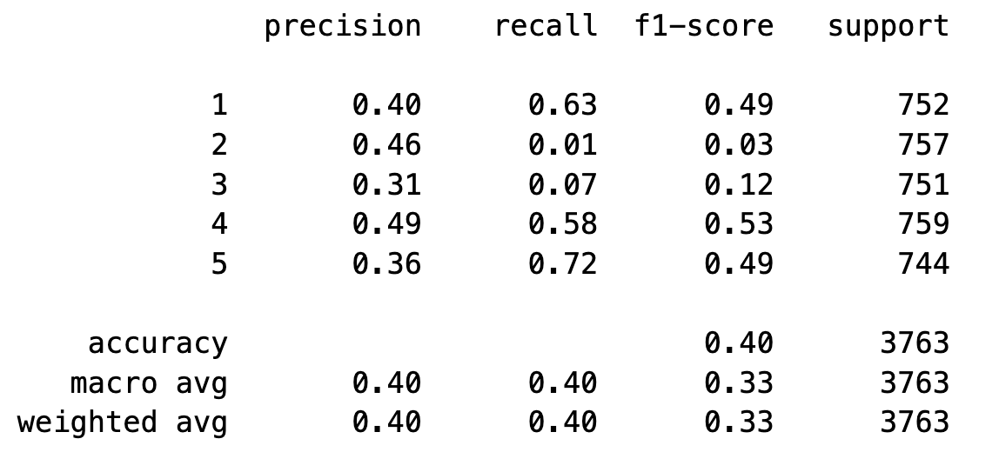 precision recall f1-score support
1 0.40 0.63 0.49 752
2 0.46 0.01 0.03 757
3 0.31 0.07 0.12 751
4 0.49 0.58 0.53 759
5 0.36 0.72 0.49 744
accuracy 0.40 3763
macro avg 0.40 0.40 0.33 3763
weighted avg 0.40 0.40 0.33 3763